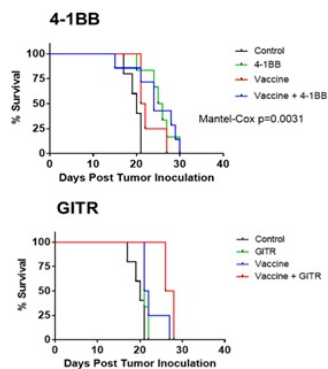 4-1BB
Control
4-1BB
Vaccine
Vaccine + 4-1BB
Mantel-Cox p=0.0031
% Survival
100
75
50
25
0
0 10 20 30 40
Days Post Tumor Inoculation
GITR
Control
GITR
Vaccine
Vaccine + GITR
% Survival
100
75
50
25
0
0 10 20 30 40
Days Post Tumor Inoculation